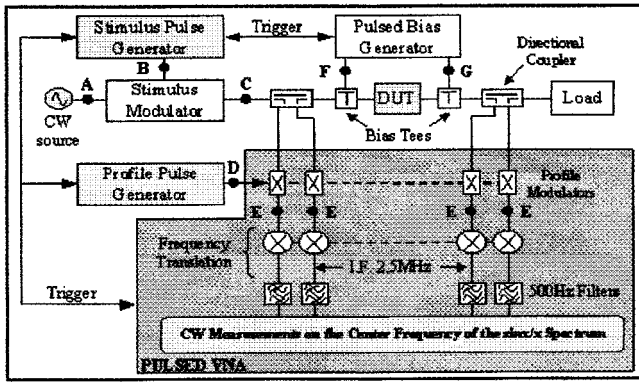 Stimulus Pulse
Generator
Trigger
Pulsed Bias
Generator
Directional
Coupler
A
B
C
F
G
CW
source
Stimulus
Modulator
DUT
Load
Bias Tees
Profile Pulse
Generator
D
Profile
Modulators
E
E
E
E
Frequency
Translation
I.F. 2.5MHz
Trigger
500Hz Filters
CW Measurements on the Center Frequency of the sinx/x Spectrum
PULSED VNA